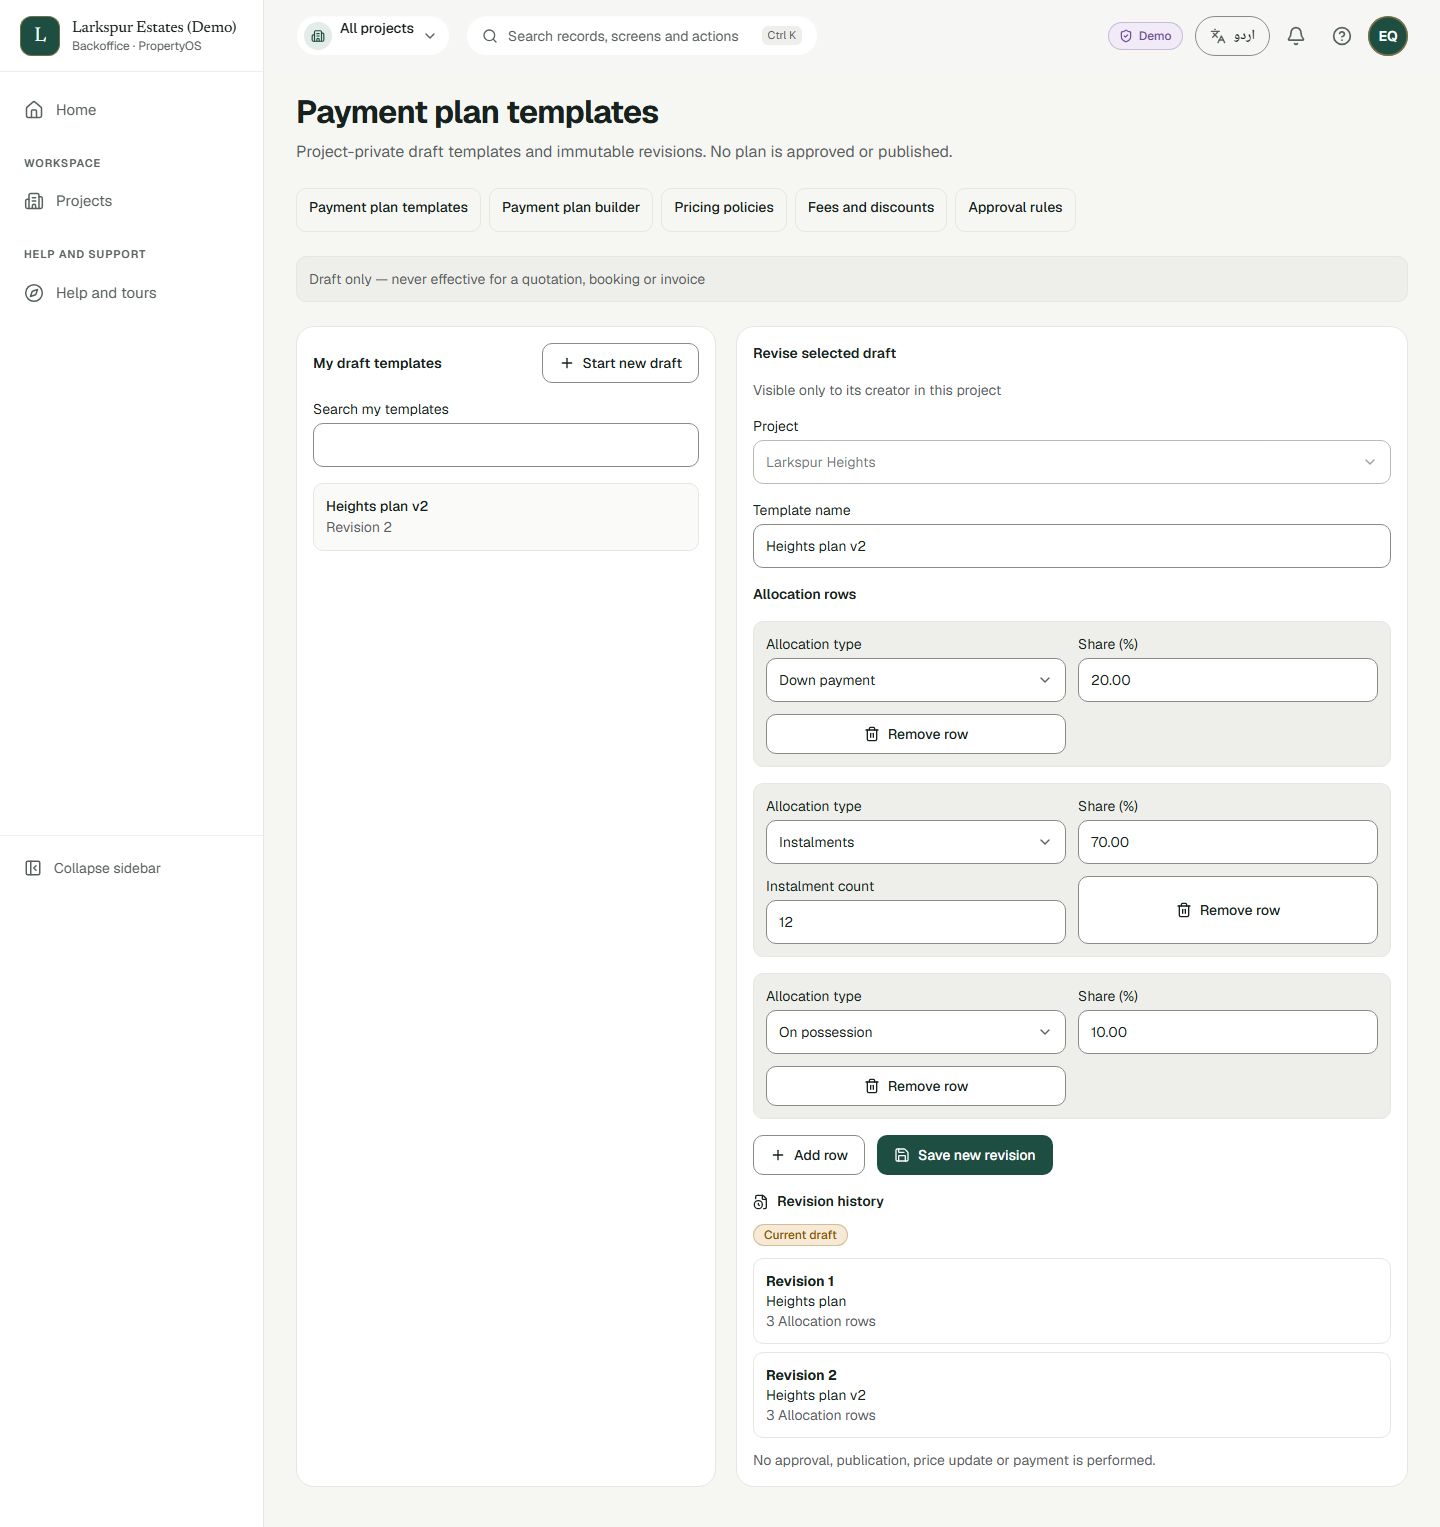 L
Larkspur Estates (Demo)
Backoffice · PropertyOS
Home
WORKSPACE
Projects
HELP AND SUPPORT
Help and tours
Collapse sidebar
All projects
Search records, screens and actions
Ctrl K
Demo
اردو
EQ
Payment plan templates
Project-private draft templates and immutable revisions. No plan is approved or published.
Payment plan templates
Payment plan builder
Pricing policies
Fees and discounts
Approval rules
Draft only — never effective for a quotation, booking or invoice
My draft templates
Start new draft
Search my templates
Heights plan v2
Revision 2
Revise selected draft
Visible only to its creator in this project
Project
Larkspur Heights
Template name
Heights plan v2
Allocation rows
Allocation type
Share (%)
Down payment
20.00
Remove row
Allocation type
Share (%)
Instalments
70.00
Instalment count
12
Remove row
Allocation type
Share (%)
On possession
10.00
Remove row
Add row
Save new revision
Revision history
Current draft
Revision 1
Heights plan
3 Allocation rows
Revision 2
Heights plan v2
3 Allocation rows
No approval, publication, price update or payment is performed.